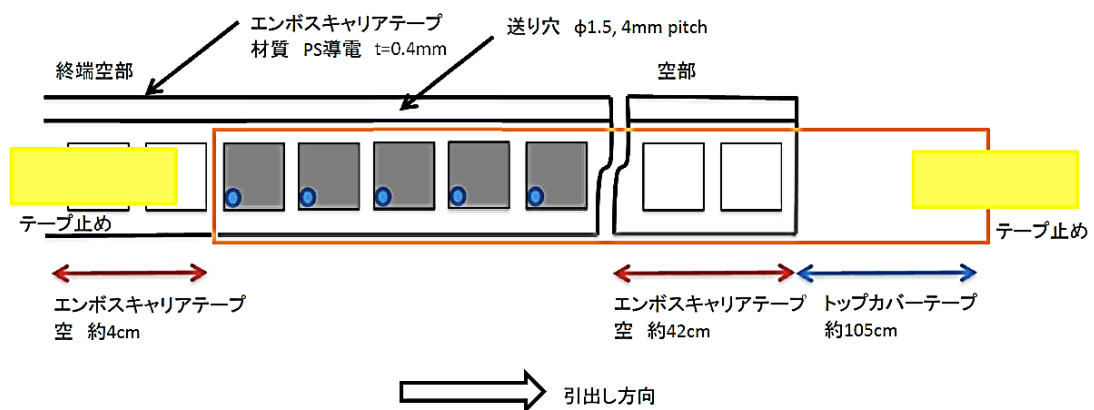 エンボスキャリアテープ
材質 PS導電 t=0.4mm
送り穴 φ1.5, 4mm pitch
終端空部
空部
テープ止め
テープ止め
エンボスキャリアテープ
空 約4cm
エンボスキャリアテープ
空 約42cm
トップカバーテープ
約105cm
引出し方向